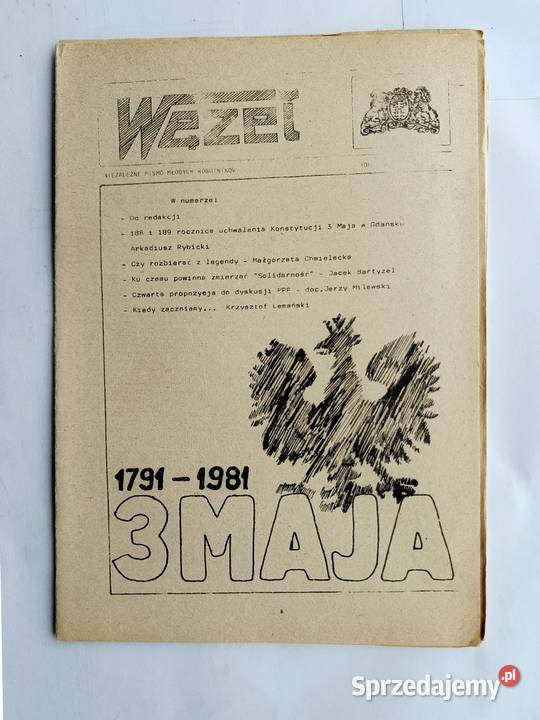 Węzeł
NIEZALEŻNE PISMO MŁODYCH ROBOTNIKÓW
W numerze:
- Od redakcji
- 188 i 189 rocznica uchwalenia Konstytucji 3 Maja w Gdańsku
Arkadiusz Rybicki
- Czy rozbierać z legendy - Małgorzata Chmielecka
- Ku czemu powinna zmierzać "Solidarność" - Jacek Bartyzel
- Czwarta propnzycja do dyskusji PPP - doc.Jerzy Milewski
- Kiedy zaczniemy... Krzysztof Lemański
1791-1981
3 MAJA
Sprzedajemy.pl